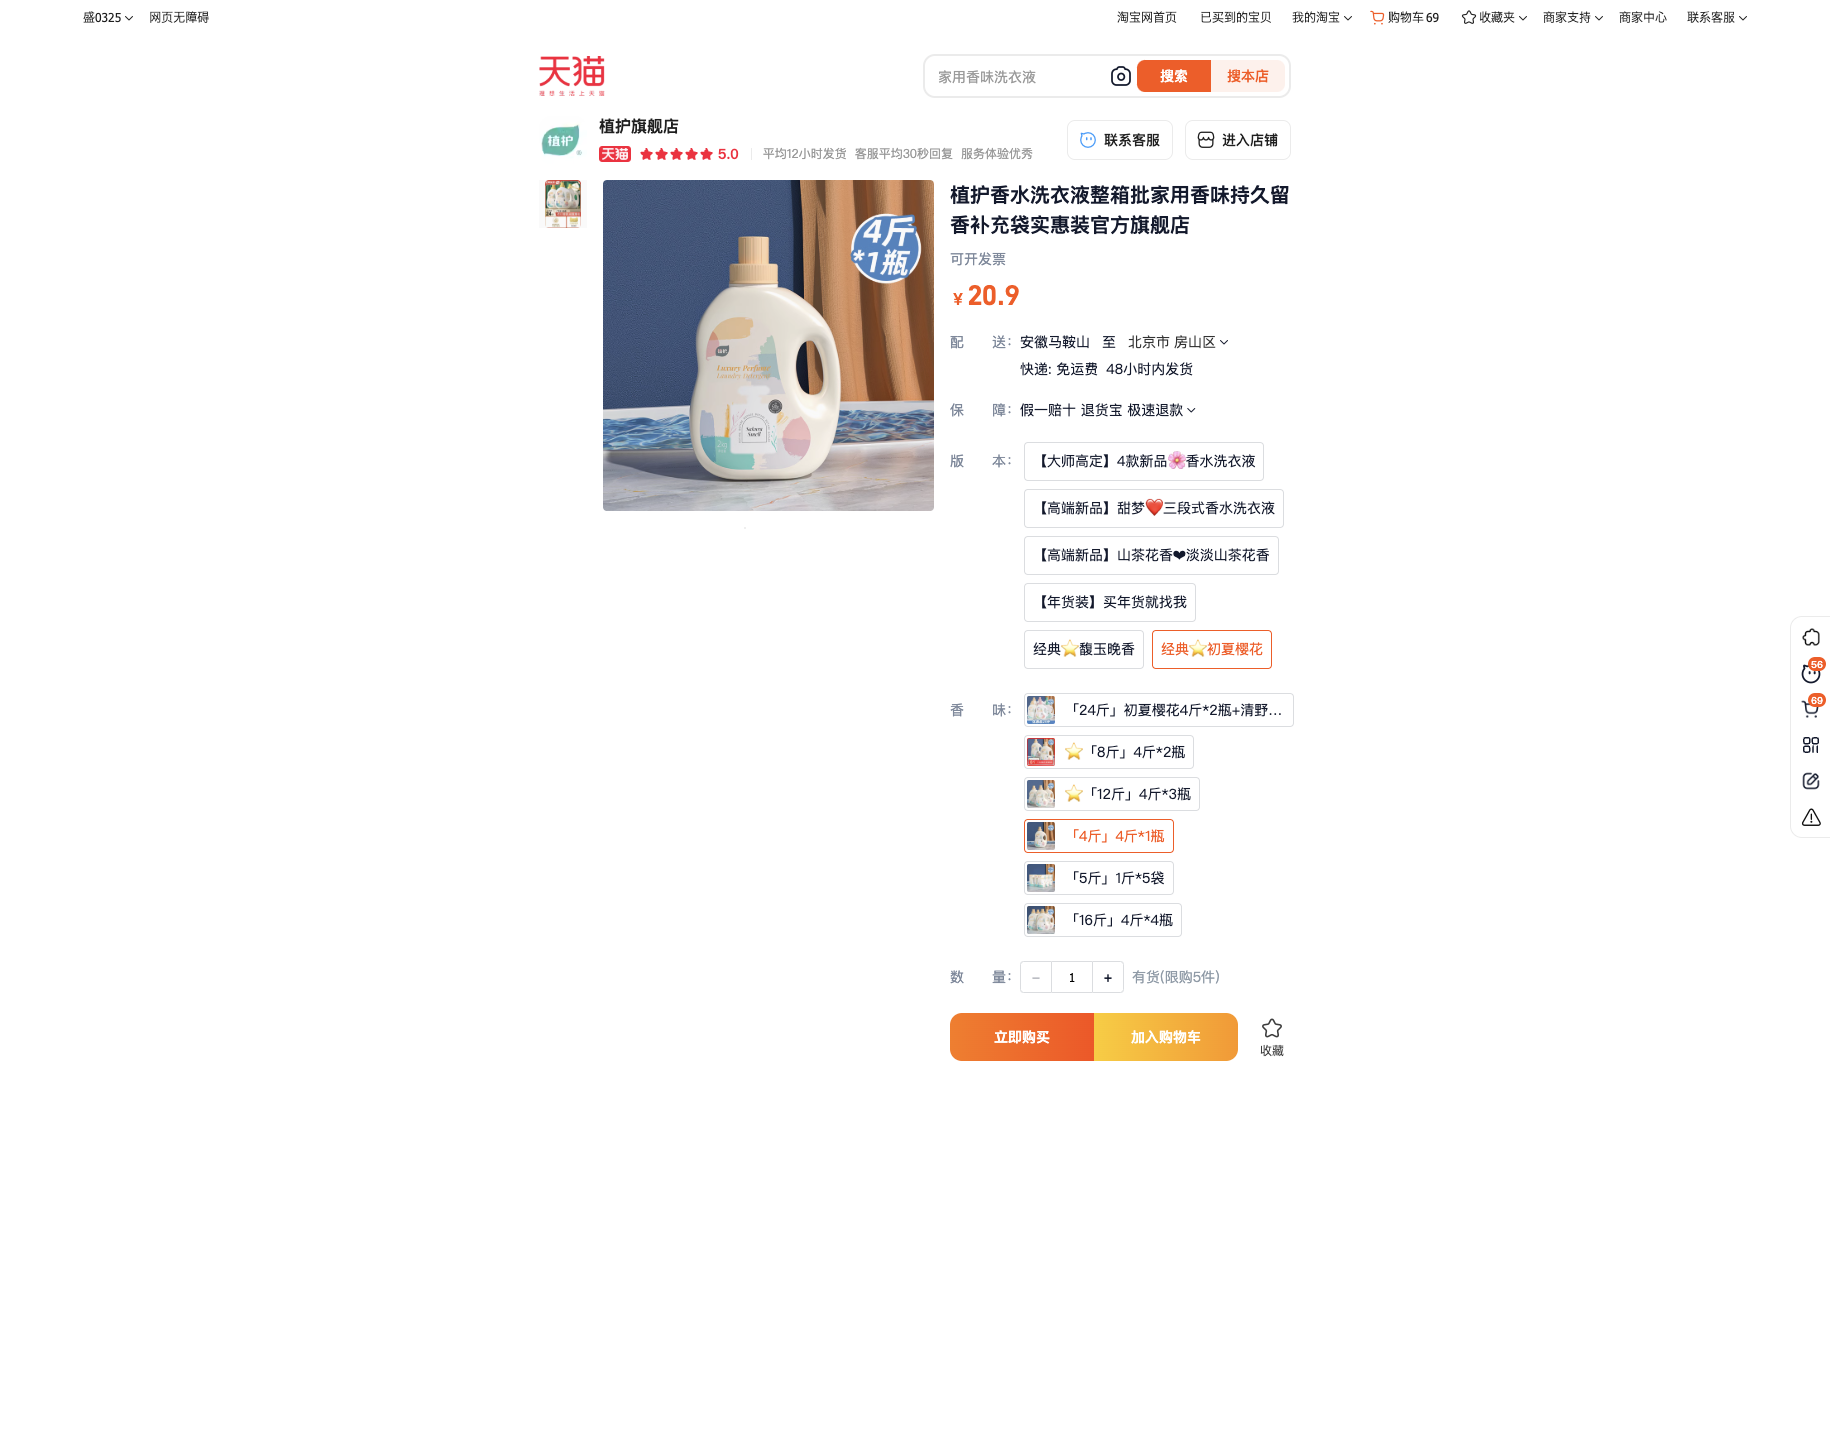 盛0325 网页无障碍 淘宝网首页 已买到的宝贝 我的淘宝 购物车 69 收藏夹 商家支持 商家中心 联系客服
天猫
理想生活上天猫
家用香味洗衣液 搜索 搜本店
植护
植护旗舰店
天猫 5.0 平均12小时发货 客服平均30秒回复 服务体验优秀
联系客服 进入店铺
4斤
*1瓶
植护
Luxury Perfume
Laundry Detergent
植护香水洗衣液整箱批家用香味持久留
香补充袋实惠装官方旗舰店
可开发票
¥20.9
配 送: 安徽马鞍山 至 北京市 房山区
快递: 免运费 48小时内发货
保 障: 假一赔十 退货宝 极速退款
版 本: 【大师高定】4款新品🌸香水洗衣液
【高端新品】甜梦❤️三段式香水洗衣液
【高端新品】山茶花香❤淡淡山茶花香
【年货装】买年货就找我
经典⭐馥玉晚香 经典⭐初夏樱花
香 味: 「24斤」初夏樱花4斤*2瓶+清野…
⭐「8斤」4斤*2瓶
⭐「12斤」4斤*3瓶
「4斤」4斤*1瓶
「5斤」1斤*5袋
「16斤」4斤*4瓶
数 量: − 1 + 有货(限购5件)
立即购买 加入购物车 收藏
56
69